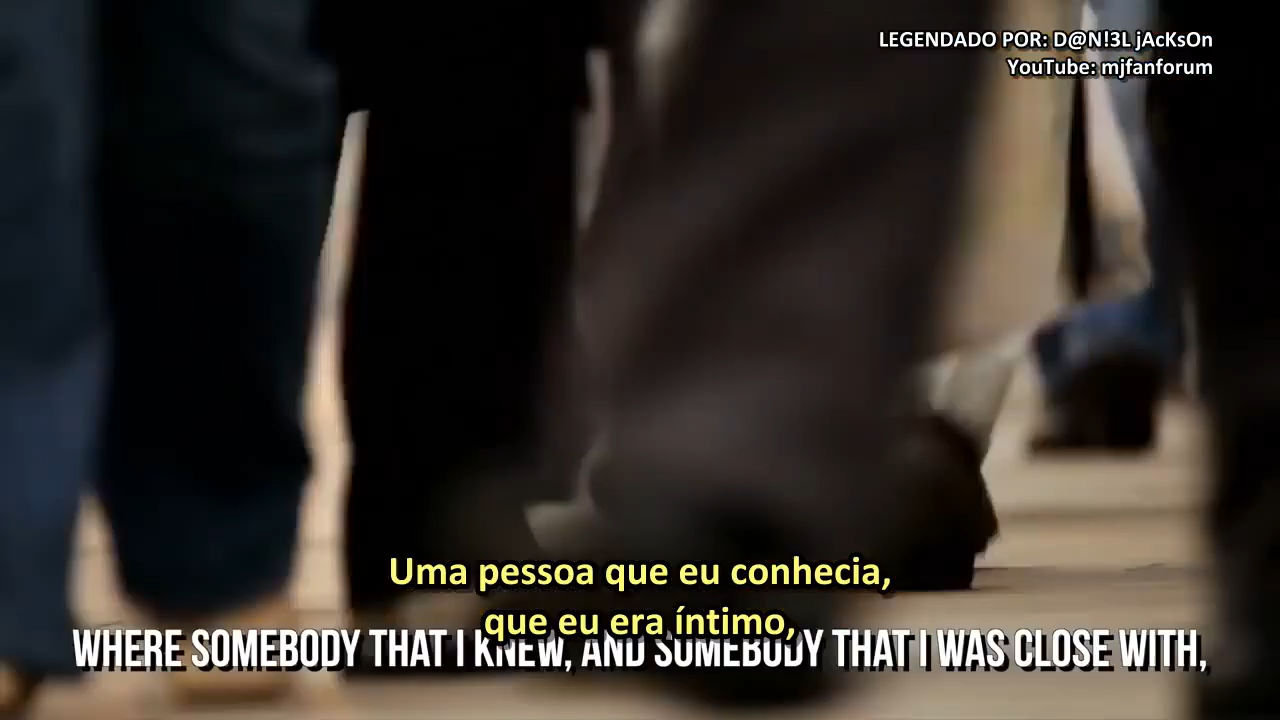 LEGENDADO POR: D@N!3L jAcKsOn
YouTube: mjfanforum
Uma pessoa que eu conhecia,
que eu era íntimo,
WHERE SOMEBODY THAT I KNEW, AND SOMEBODY THAT I WAS CLOSE WITH,